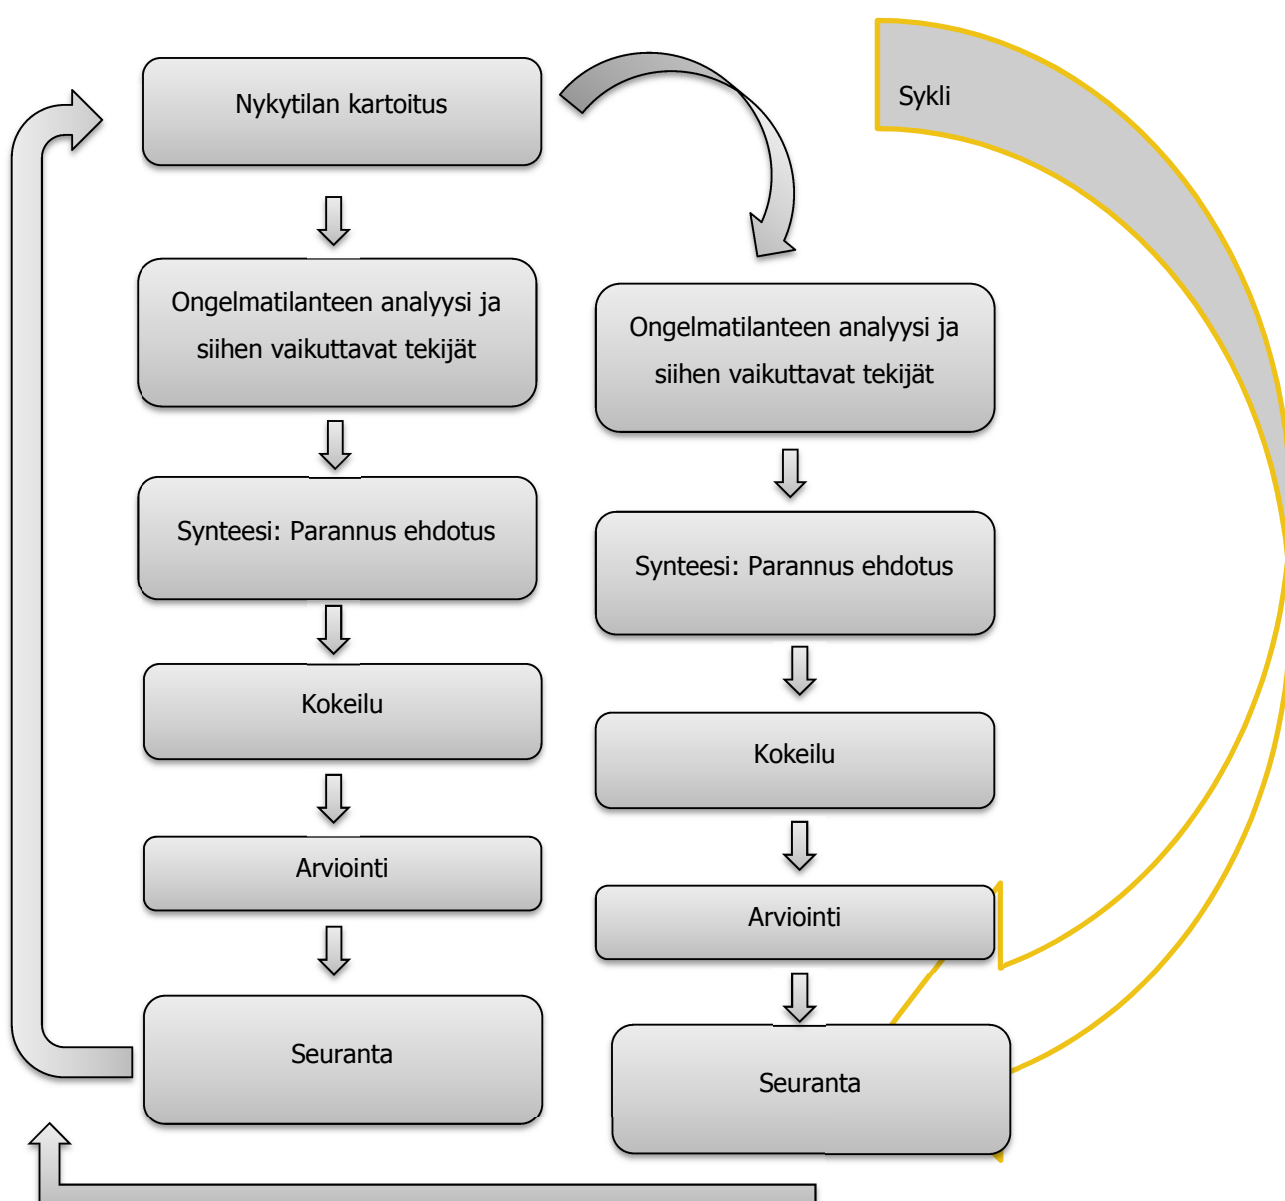 Nykytilan kartoitus
Ongelmatilanteen analyysi ja
siihen vaikuttavat tekijät
Synteesi: Parannus ehdotus
Kokeilu
Arviointi
Seuranta
Ongelmatilanteen analyysi ja
siihen vaikuttavat tekijät
Synteesi: Parannus ehdotus
Kokeilu
Arviointi
Seuranta
Sykli